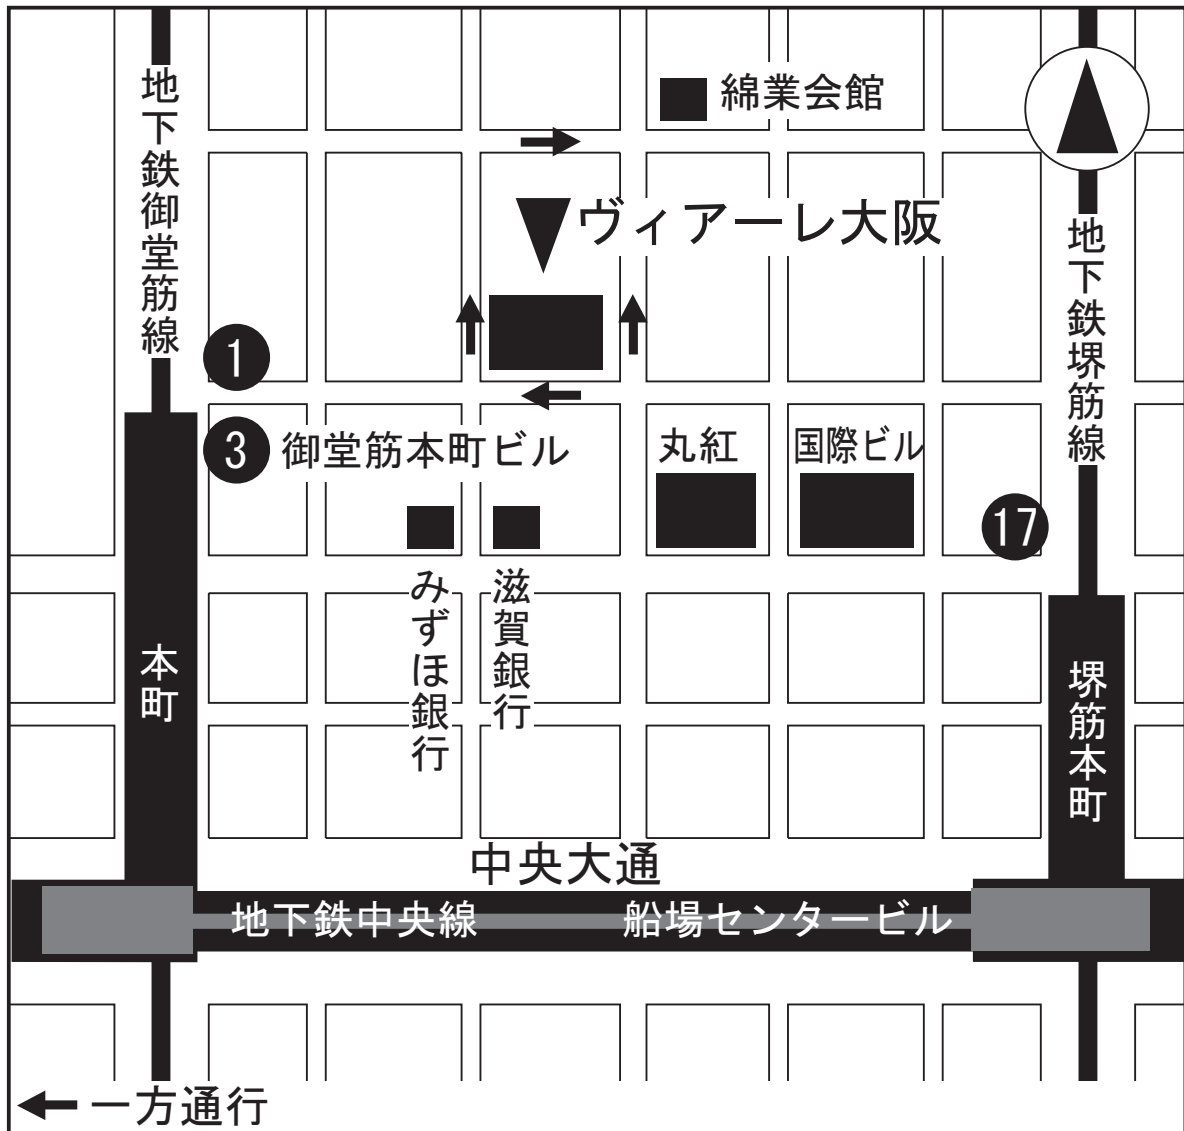 綿業会館
地下鉄御堂筋線
ヴィアーレ大阪
地下鉄堺筋線
1
3
御堂筋本町ビル
丸紅
国際ビル
17
みずほ銀行
滋賀銀行
本町
堺筋本町
中央大通
地下鉄中央線
船場センタービル
一方通行